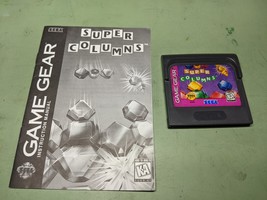 SEGA
SUPER
COLUMNS
GAME GEAR
INSTRUCTION MANUAL
GAME GEAR
SUPER
COLUMNS
SEGA